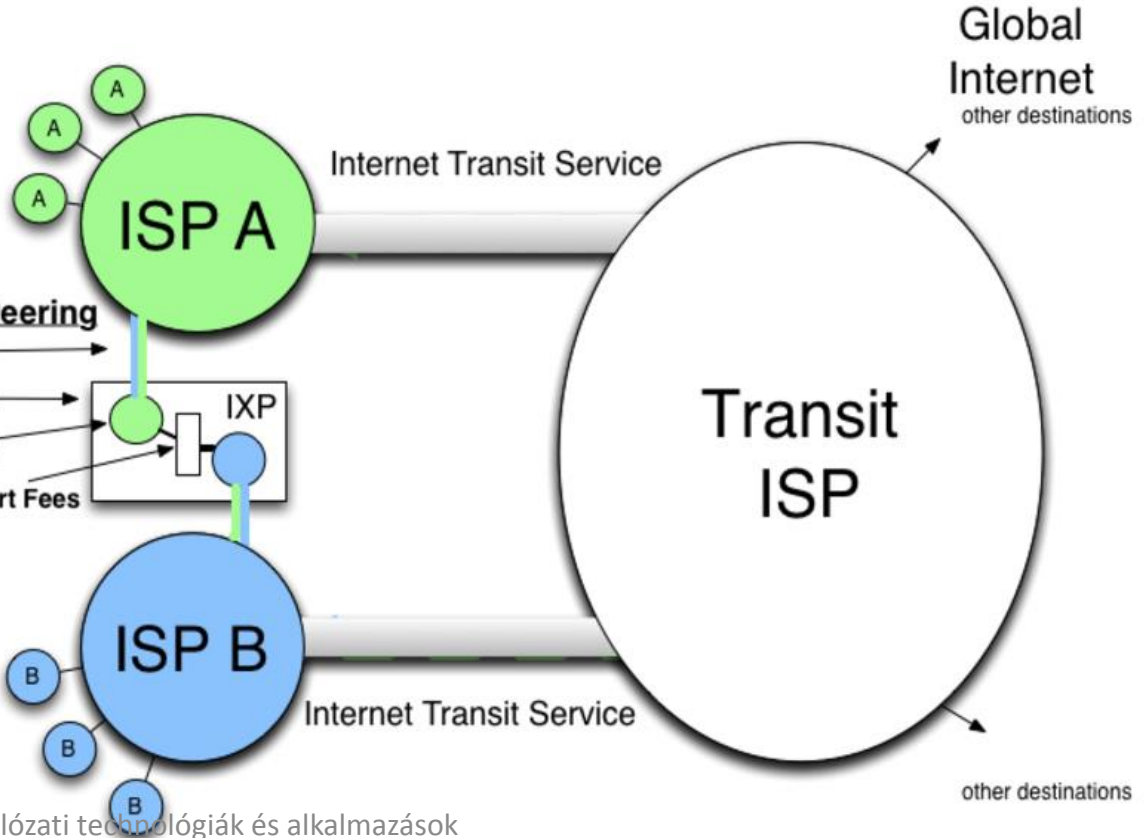 Global
Internet
other destinations
A
A
A
Internet Transit Service
ISP A
eering
IXP
rt Fees
Transit
ISP
ISP B
B
B
B
Internet Transit Service
other destinations
lózati technológiák és alkalmazások